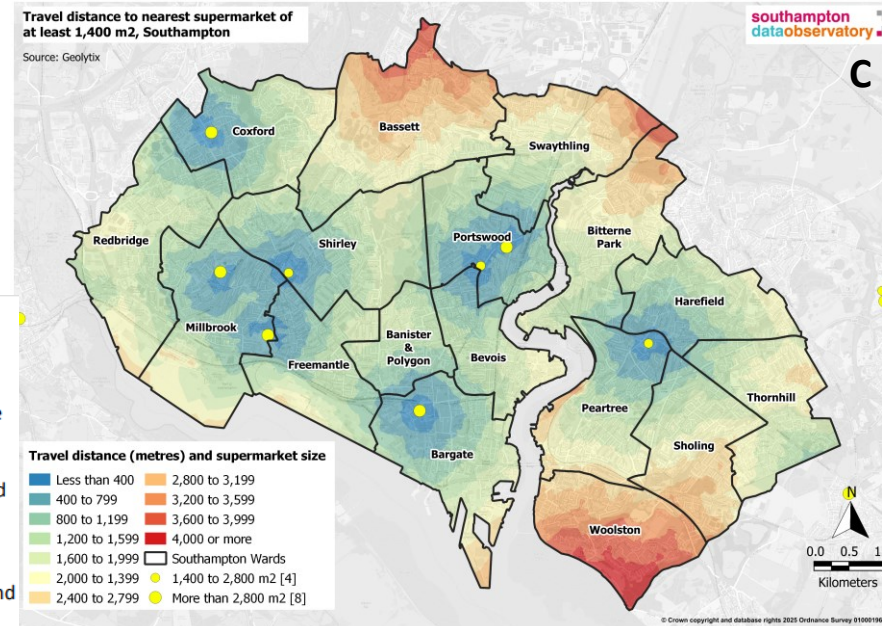 Travel distance to nearest supermarket of
at least 1,400 m2, Southampton
Source: Geolytix
southampton
dataobservatory
C
Coxford
Bassett
Swaythling
Redbridge
Shirley
Portswood
Bitterne
Park
Harefield
Millbrook
Freemantle
Banister
&
Polygon
Bevois
Peartree
Thornhill
Sholing
Bargate
Woolston
Travel distance (metres) and supermarket size
Less than 400
400 to 799
800 to 1,199
1,200 to 1,599
1,600 to 1,999
2,000 to 1,399
2,400 to 2,799
2,800 to 3,199
3,200 to 3,599
3,600 to 3,999
4,000 or more
Southampton Wards
1,400 to 2,800 m2 [4]
More than 2,800 m2 [8]
N
0.0 0.5 1
Kilometers
© Crown copyright and database rights 2025 Ordnance Survey 01000196